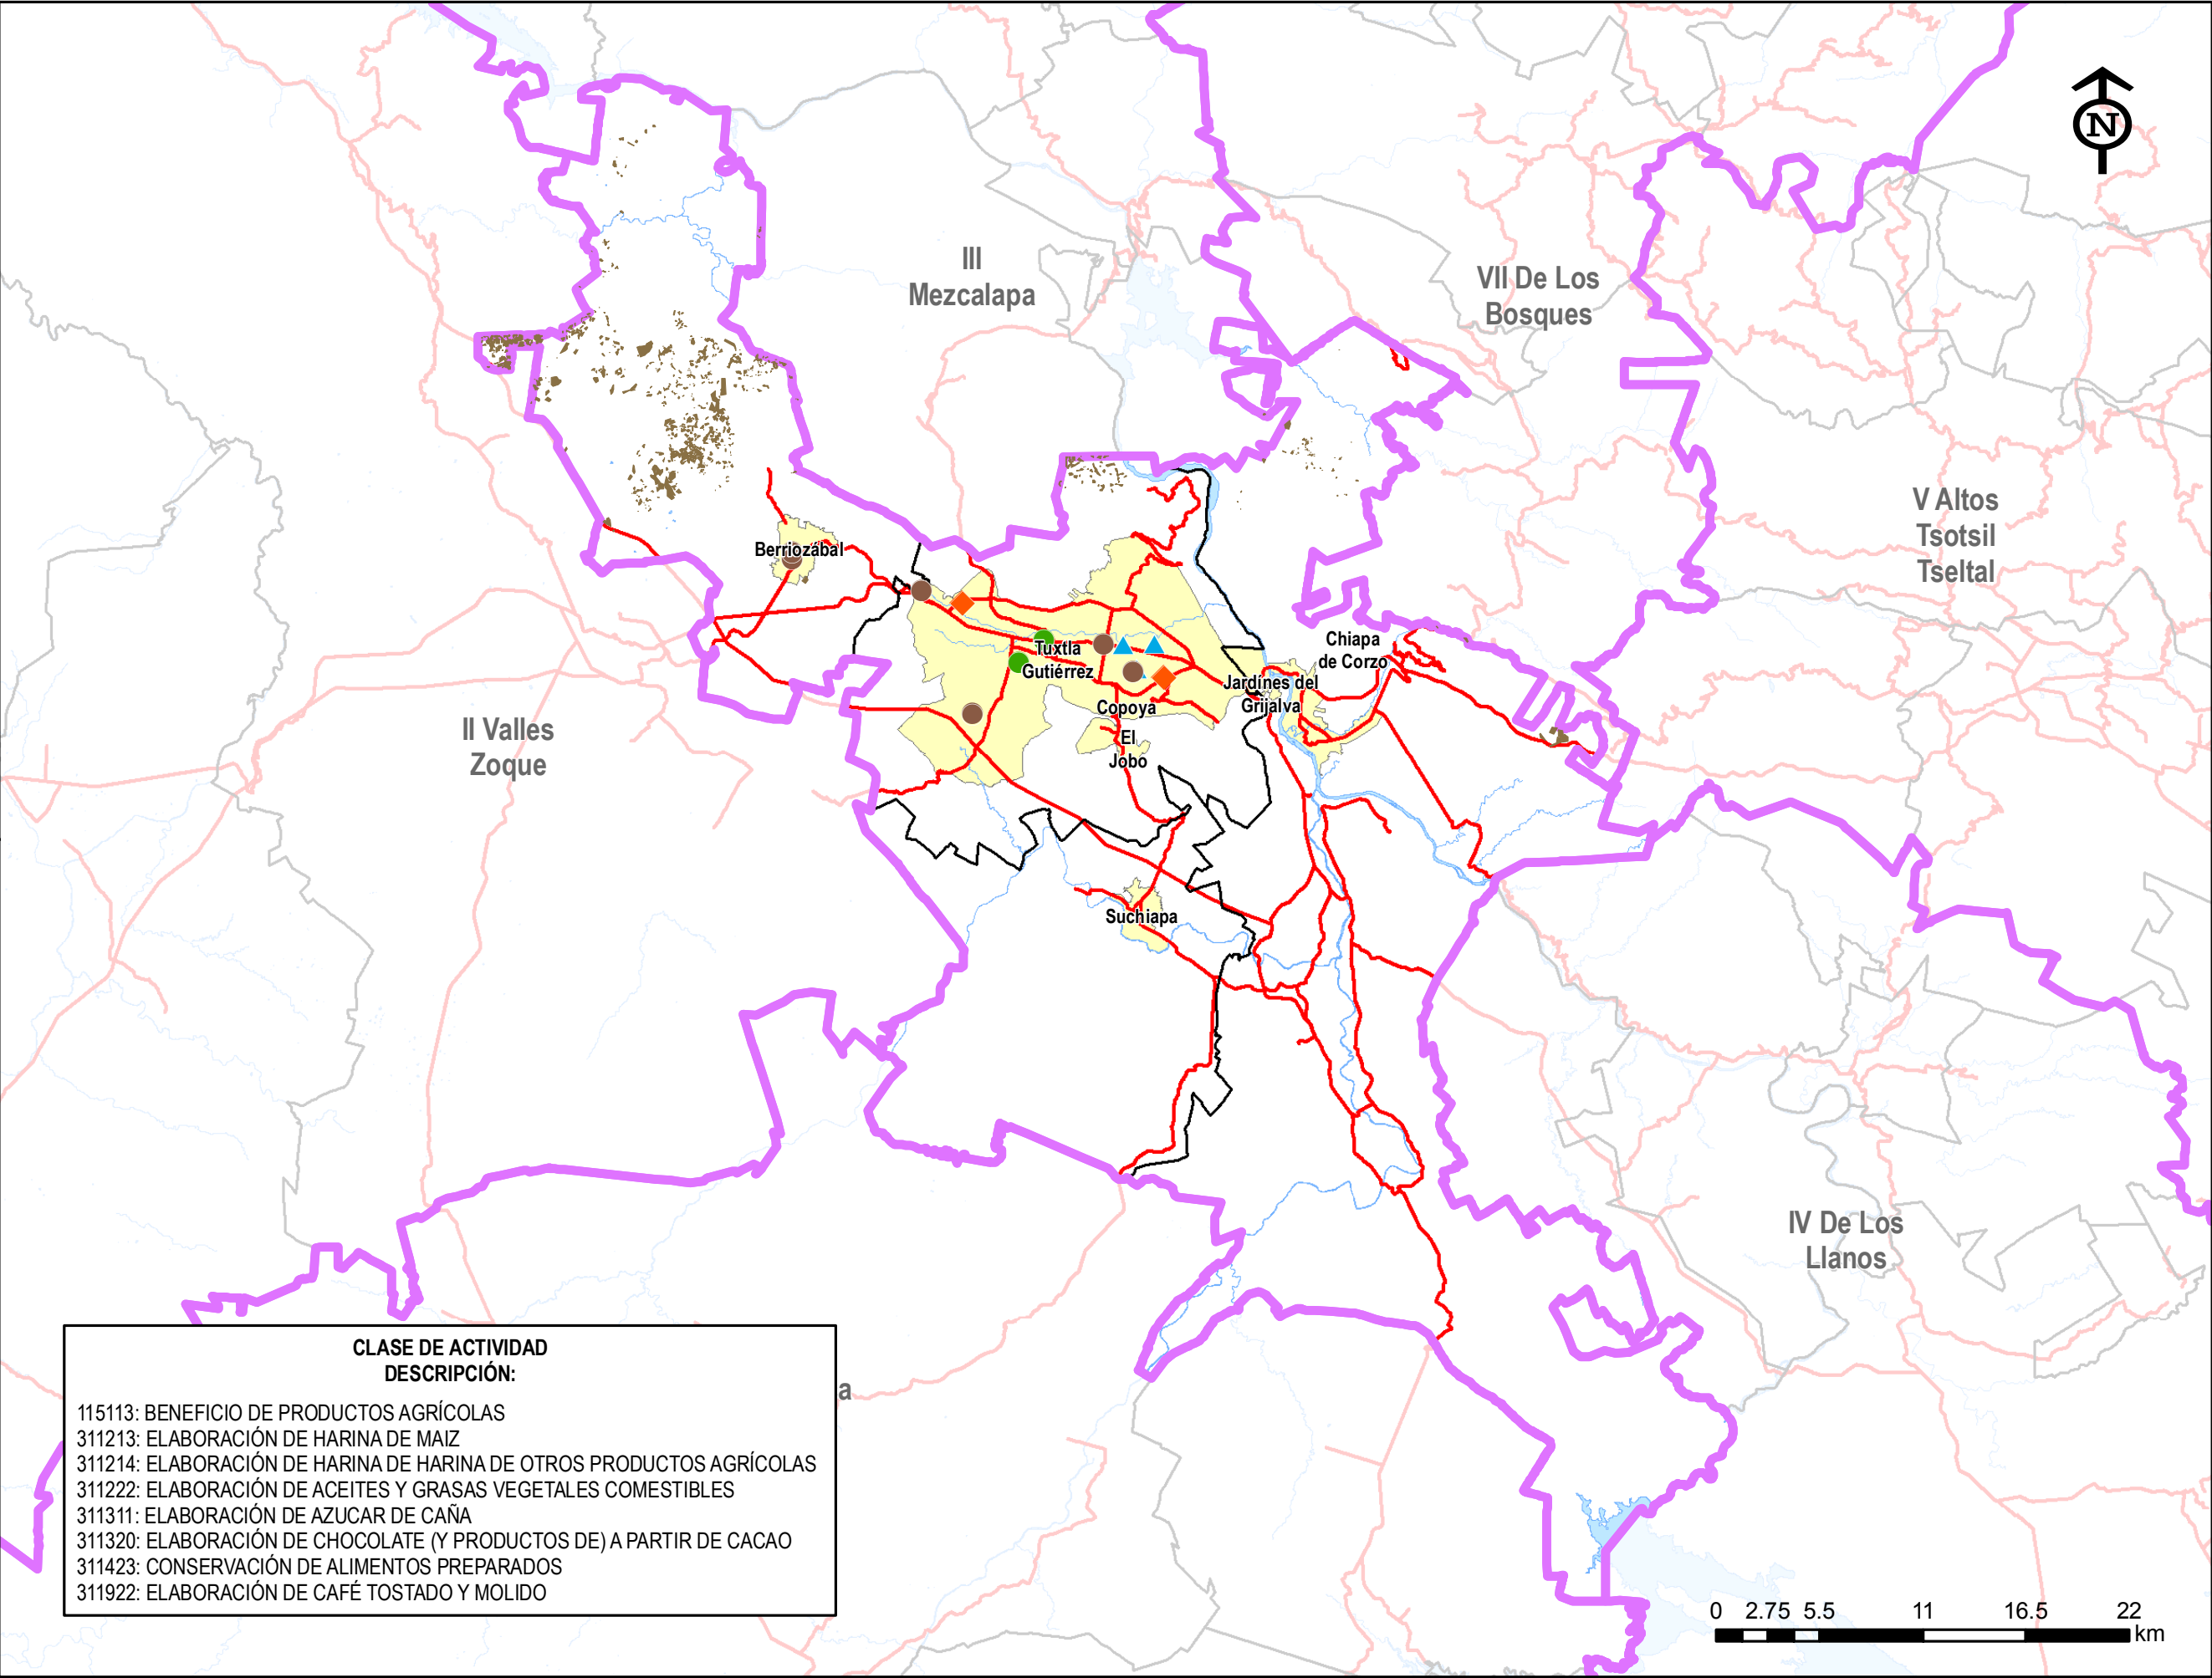 N
III
Mezcalapa
VII De Los
Bosques
V Altos
Tsotsil
Tseltal
Berriozábal
Tuxtla
Gutiérrez
Chiapa
de Corzo
Jardínes del
Grijalva
Copoya
El
Jobo
II Valles
Zoque
Suchiapa
IV De Los
Llanos
a
CLASE DE ACTIVIDAD
DESCRIPCIÓN:
115113: BENEFICIO DE PRODUCTOS AGRÍCOLAS
311213: ELABORACIÓN DE HARINA DE MAIZ
311214: ELABORACIÓN DE HARINA DE HARINA DE OTROS PRODUCTOS AGRÍCOLAS
311222: ELABORACIÓN DE ACEITES Y GRASAS VEGETALES COMESTIBLES
311311: ELABORACIÓN DE AZUCAR DE CAÑA
311320: ELABORACIÓN DE CHOCOLATE (Y PRODUCTOS DE) A PARTIR DE CACAO
311423: CONSERVACIÓN DE ALIMENTOS PREPARADOS
311922: ELABORACIÓN DE CAFÉ TOSTADO Y MOLIDO
0 2.75 5.5 11 16.5 22
km